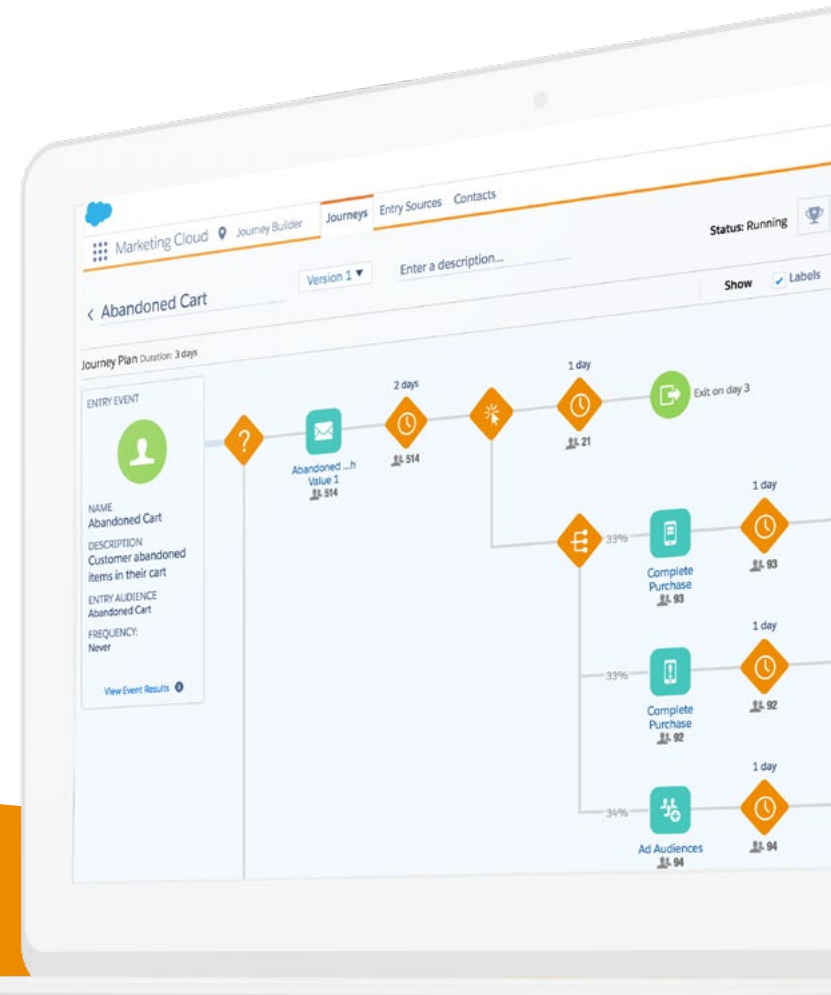 Marketing Cloud Journey Builder Journeys Entry Sources Contacts
Abandoned Cart Version 1 ▼ Enter a description... Status: Running
Show ✔ Labels
Journey Plan Duration: 3 days
ENTRY EVENT
NAME
Abandoned Cart
DESCRIPTION
Customer abandoned
items in their cart
ENTRY AUDIENCE
Abandoned Cart
FREQUENCY:
Never
View Event Results
?
Abandoned ...h
Value 1
514
2 days
514
1 day
21
Exit on day 3
33%
Complete
Purchase
93
1 day
93
33%
Complete
Purchase
92
1 day
92
34%
Ad Audiences
94
1 day
94